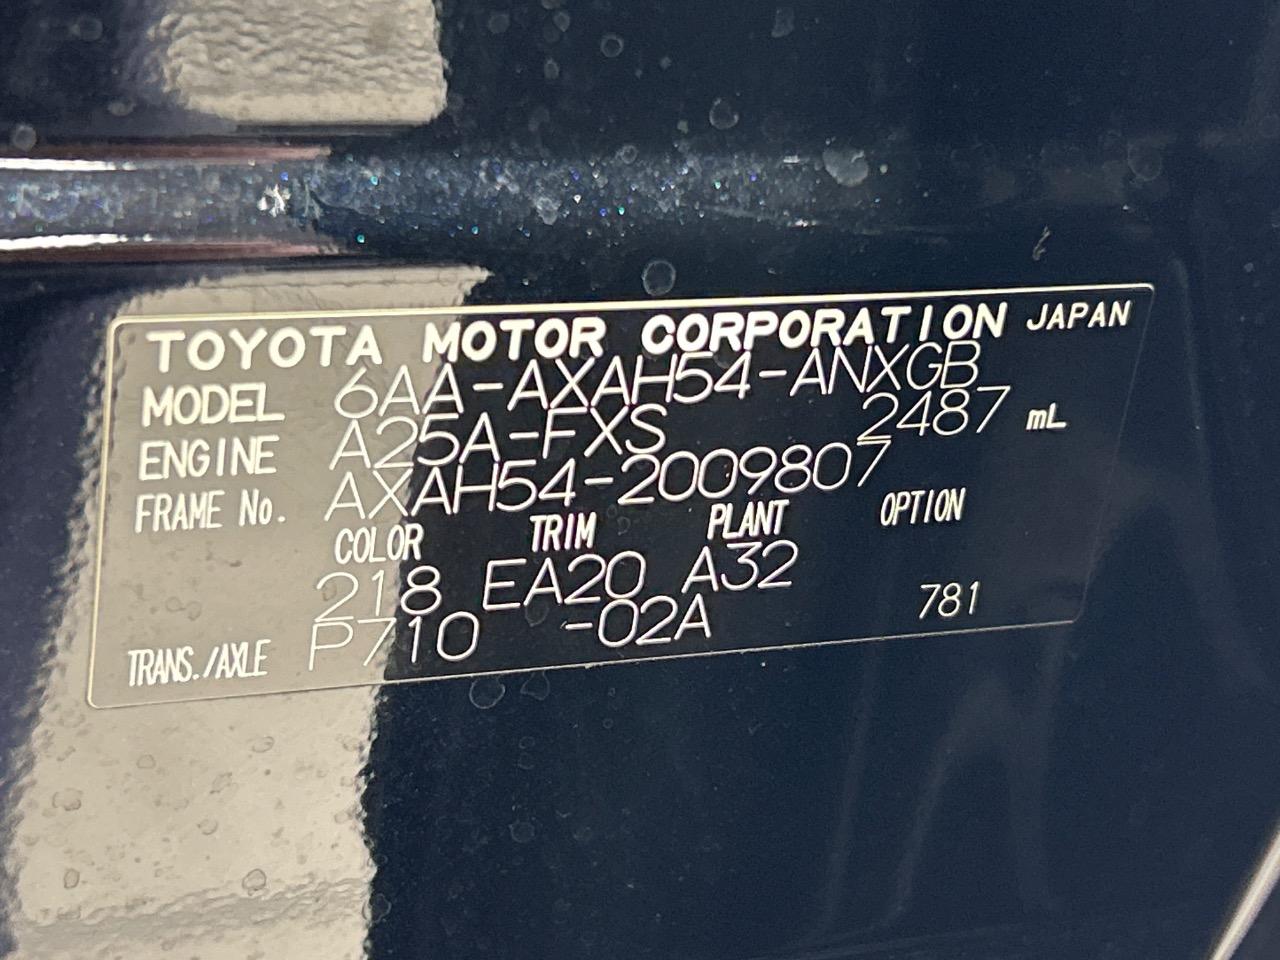 TOYOTA MOTOR CORPORATION JAPAN
MODEL 6AA-AXAH54-ANXGB
ENGINE A25A-FXS 2487 mL
FRAME No. AXAH54-2009807
COLOR TRIM PLANT OPTION
218 EA20 A32
TRANS./AXLE P710 -02A 781